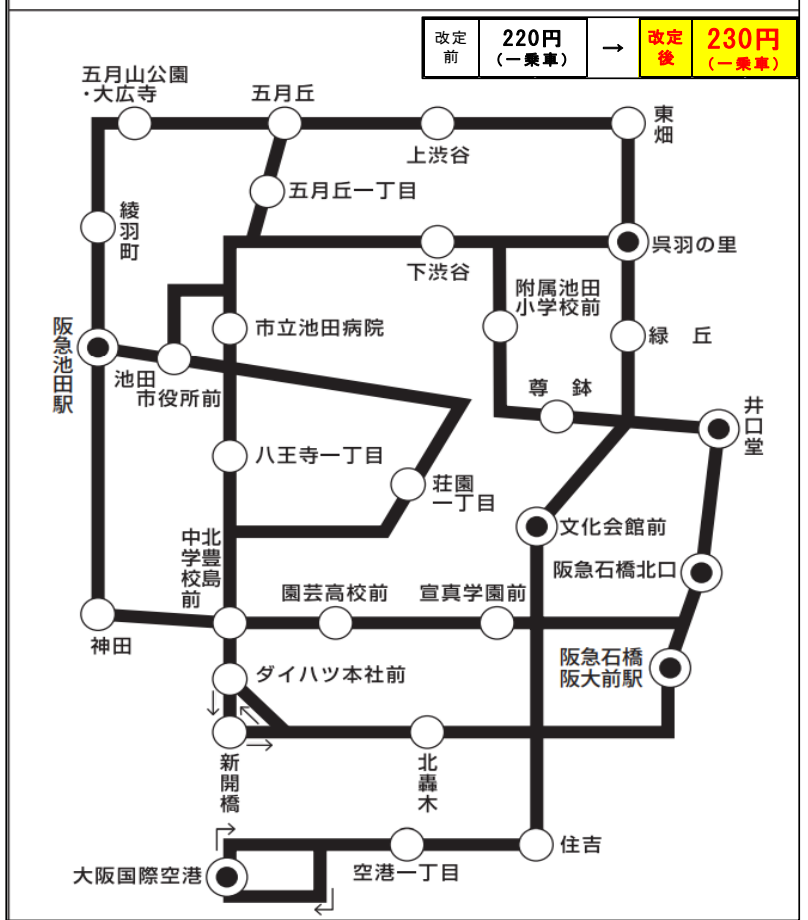 改定
前
220円
(一乗車)
→
改定
後
230円
(一乗車)
五月山公園
・大広寺
五月丘
上渋谷
東畑
五月丘一丁目
綾羽町
下渋谷
呉羽の里
附属池田
小学校前
市立池田病院
緑 丘
阪急池田駅
池田
市役所前
尊 鉢
井口堂
八王寺一丁目
荘園
一丁目
文化会館前
北豊島
中学校前
阪急石橋北口
園芸高校前
宣真学園前
神田
阪急石橋
阪大前駅
ダイハツ本社前
新開橋
北轟木
大阪国際空港
空港一丁目
住吉